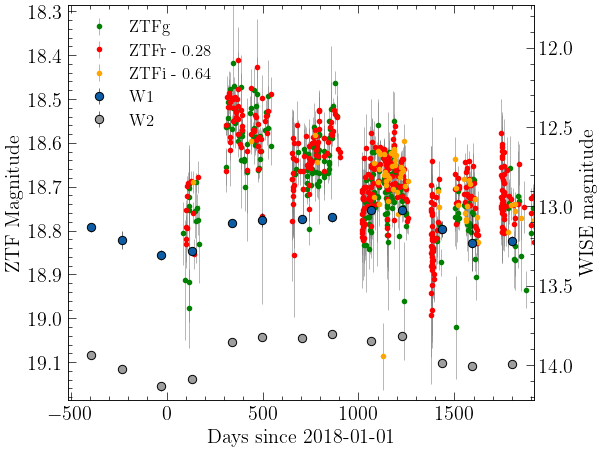 ZTFg
ZTFr - 0.28
ZTFi - 0.64
W1
W2
ZTF Magnitude
18.3
18.4
18.5
18.6
18.7
18.8
18.9
19.0
19.1
WISE magnitude
12.0
12.5
13.0
13.5
14.0
−500
0
500
1000
1500
Days since 2018-01-01